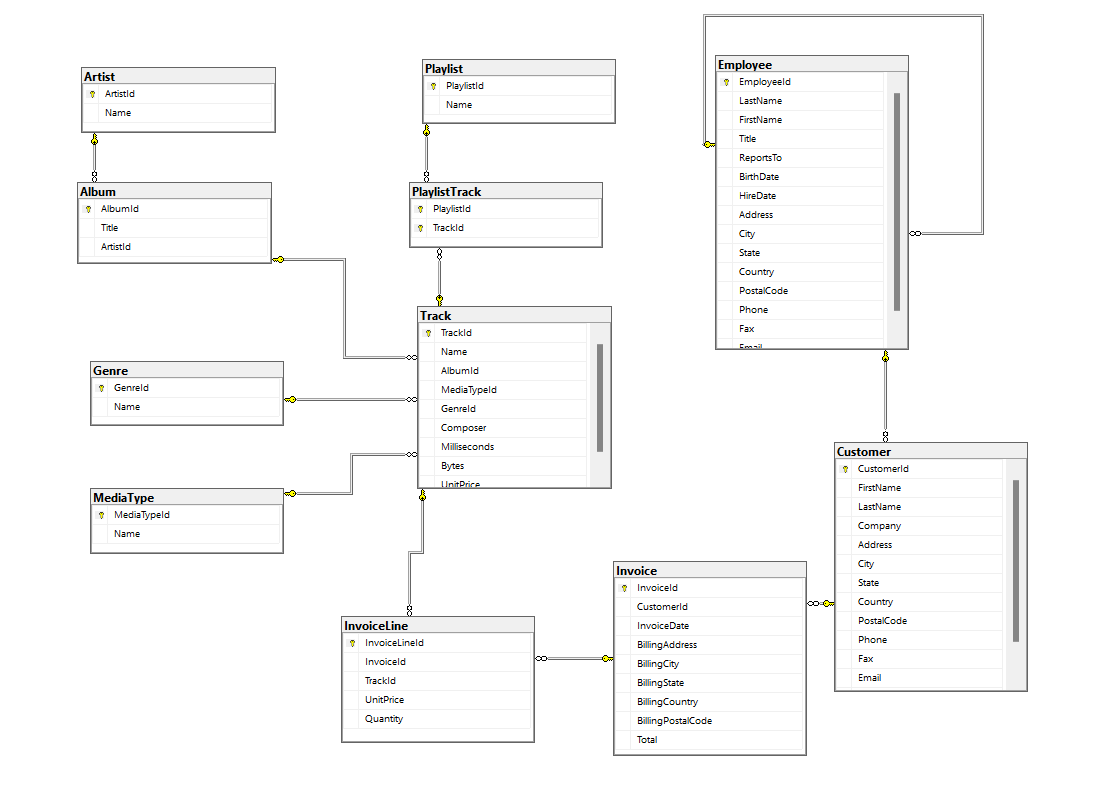 Artist
ArtistId
Name
Album
AlbumId
Title
ArtistId
Genre
GenreId
Name
MediaType
MediaTypeId
Name
Playlist
PlaylistId
Name
PlaylistTrack
PlaylistId
TrackId
Track
TrackId
Name
AlbumId
MediaTypeId
GenreId
Composer
Milliseconds
Bytes
UnitPrice
InvoiceLine
InvoiceLineId
InvoiceId
TrackId
UnitPrice
Quantity
Invoice
InvoiceId
CustomerId
InvoiceDate
BillingAddress
BillingCity
BillingState
BillingCountry
BillingPostalCode
Total
Employee
EmployeeId
LastName
FirstName
Title
ReportsTo
BirthDate
HireDate
Address
City
State
Country
PostalCode
Phone
Fax
Email
Customer
CustomerId
FirstName
LastName
Company
Address
City
State
Country
PostalCode
Phone
Fax
Email